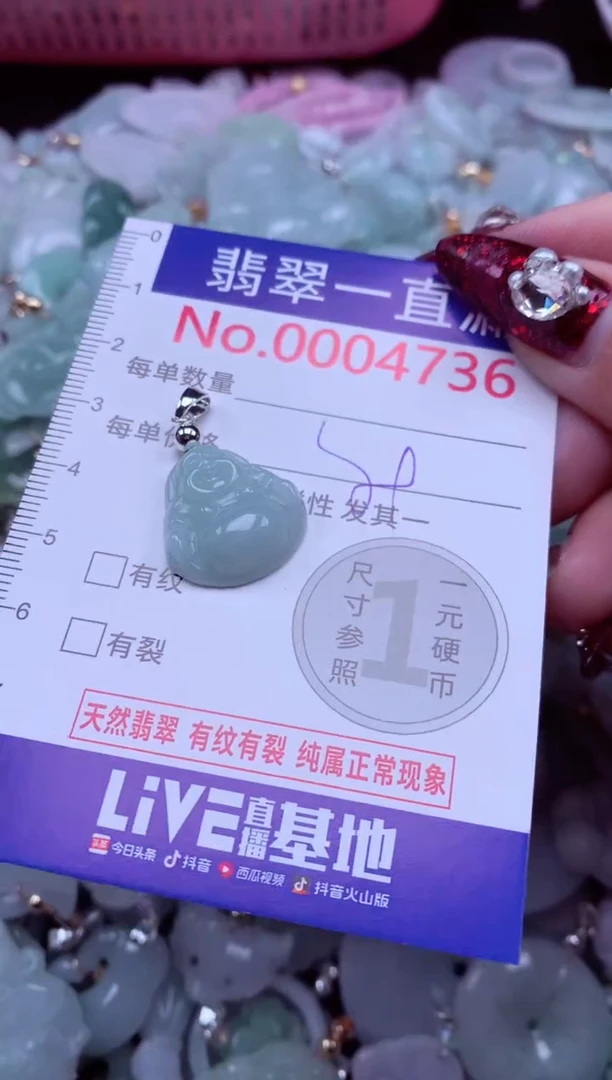 0
翡翠一直
1
No.0004736
2
每单数量
3
每单
4
性 发其一
5
有纹
尺寸参照
1
一元硬币
6
有裂
天然翡翠 有纹有裂 纯属正常现象
LiVE直播基地
头条 今日头条 抖音 西瓜视频 抖音火山版